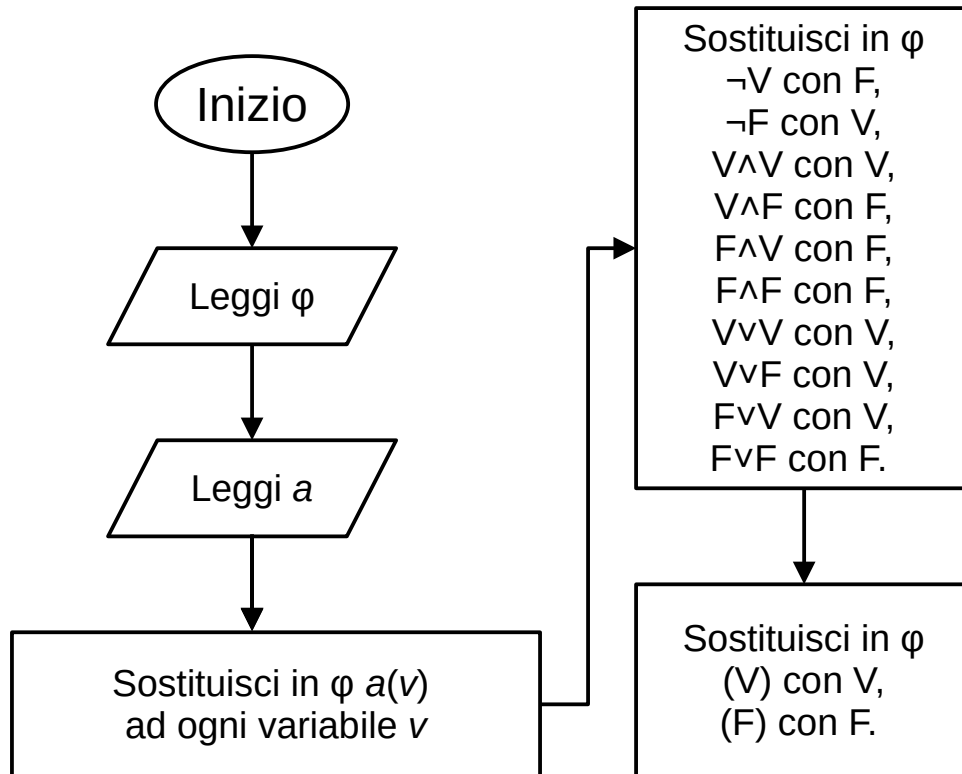 Inizio
Leggi φ
Leggi a
Sostituisci in φ a(v)
ad ogni variabile v
Sostituisci in φ
¬V con F,
¬F con V,
V∧V con V,
V∧F con F,
F∧V con F,
F∧F con F,
V∨V con V,
V∨F con V,
F∨V con V,
F∨F con F.
Sostituisci in φ
(V) con V,
(F) con F.